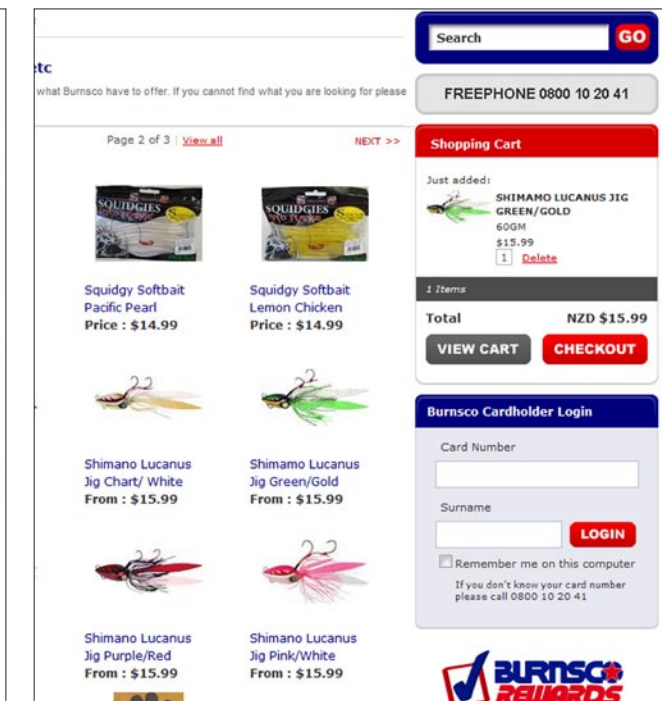 Search GO
etc
what Burnsco have to offer. If you cannot find what you are looking for please
FREEPHONE 0800 10 20 41
Page 2 of 3 | View all NEXT >>
SQUIDGIES
SQUIDGIES
Squidgy Softbait
Pacific Pearl
Price : $14.99
Squidgy Softbait
Lemon Chicken
Price : $14.99
Shimano Lucanus
Jig Chart/ White
From : $15.99
Shimamo Lucanus
Jig Green/Gold
From : $15.99
Shimano Lucanus
Jig Purple/Red
From : $15.99
Shimano Lucanus
Jig Pink/White
From : $15.99
Shopping Cart
Just added:
SHIMAMO LUCANUS JIG
GREEN/GOLD
60GM
$15.99
1 Delete
1 Items
Total NZD $15.99
VIEW CART CHECKOUT
Burnsco Cardholder Login
Card Number
Surname
LOGIN
Remember me on this computer
If you don't know your card number
please call 0800 10 20 41
BURNSCO
REWARDS